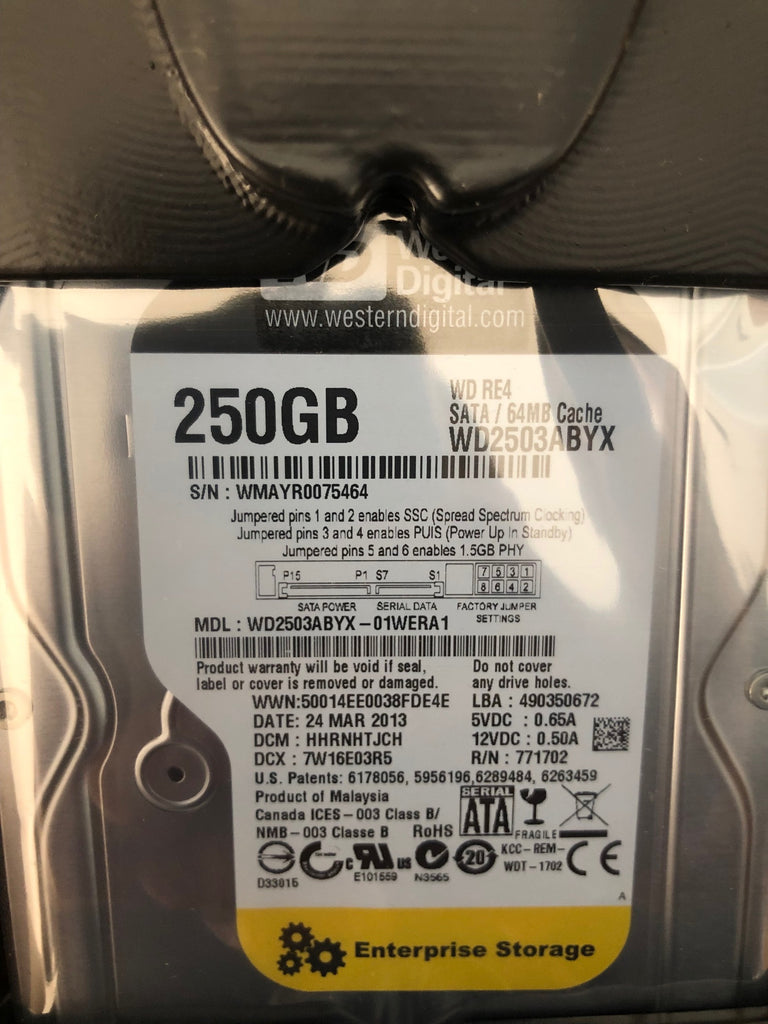 We
Digital
www.westerndigital.com
250GB
WD RE4
SATA / 64MB Cache
WD2503ABYX
S/N : WMAYR0075464
Jumpered pins 1 and 2 enables SSC (Spread Spectrum Clocking)
Jumpered pins 3 and 4 enables PUIS (Power Up In Standby)
Jumpered pins 5 and 6 enables 1.5GB PHY
P15 P1 S7 S1 7 5 3 1
8 6 4 2
SATA POWER SERIAL DATA FACTORY JUMPER
SETTINGS
MDL : WD2503ABYX-01WERA1
Product warranty will be void if seal,
label or cover is removed or damaged.
Do not cover
any drive holes.
WWN:50014EE0038FDE4E LBA : 490350672
DATE: 24 MAR 2013 5VDC : 0.65A
DCM : HHRNHTJCH 12VDC : 0.50A
DCX : 7W16E03R5 R/N : 771702
U.S. Patents: 6178056, 5956196,6289484, 6263459
Product of Malaysia
Canada ICES-003 Class B/
NMB-003 Classe B RoHS
SERIAL
ATA
FRAGILE
c RU US
20
KCC-REM-
WDT-1702
CE
D33015 E101559 N3565
A
Enterprise Storage